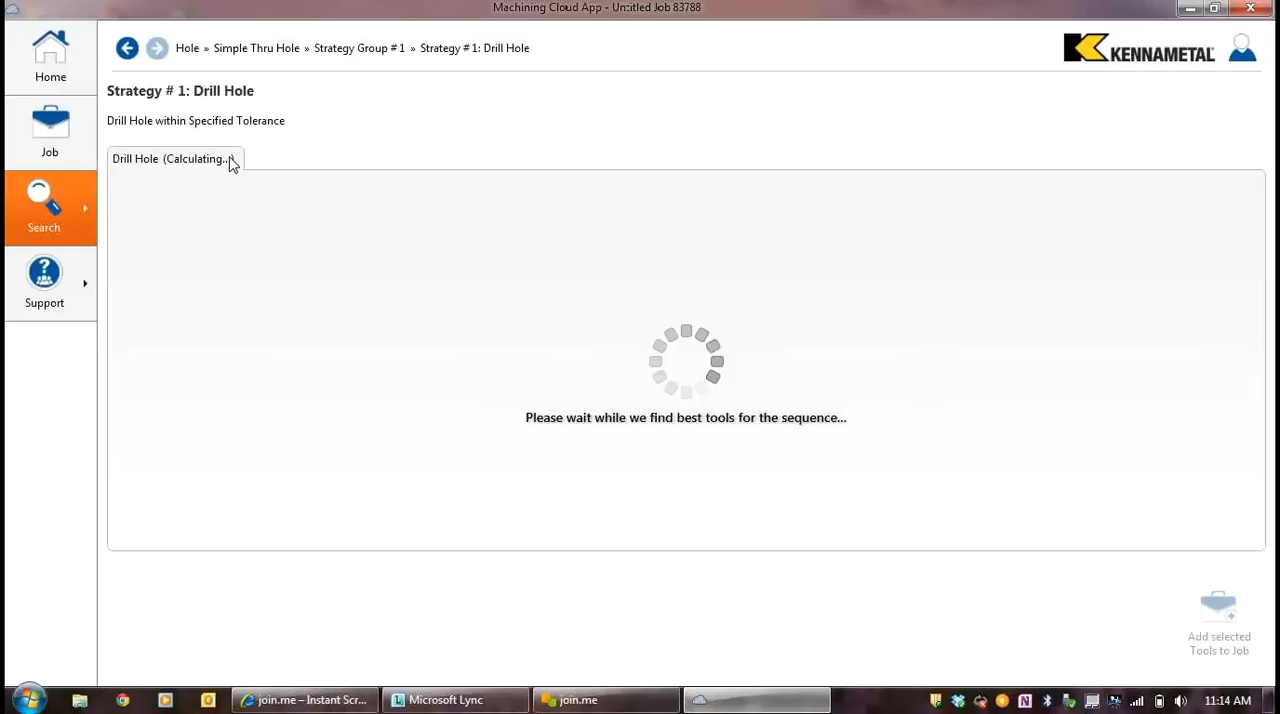 Machining Cloud App - Untitled Job 83788
Home
Job
Search
Support
Hole » Simple Thru Hole » Strategy Group # 1 » Strategy # 1: Drill Hole
KENNAMETAL
Strategy # 1: Drill Hole
Drill Hole within Specified Tolerance
Drill Hole (Calculating...)
Please wait while we find best tools for the sequence...
Add selected
Tools to Job
join.me – Instant Scr...
Microsoft Lync
join.me
11:14 AM